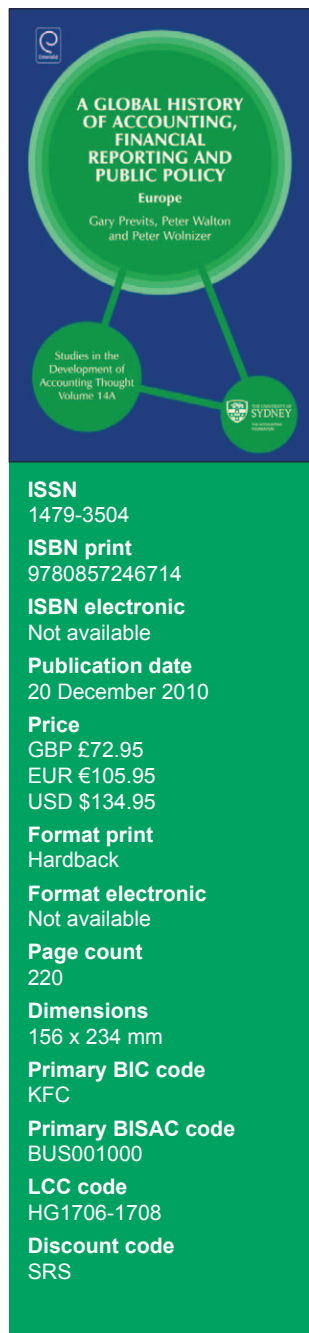 Emerald
A GLOBAL HISTORY
OF ACCOUNTING,
FINANCIAL
REPORTING AND
PUBLIC POLICY
Europe
Gary Previts, Peter Walton
and Peter Wolnizer
Studies in the
Development of
Accounting Thought
Volume 14A
THE UNIVERSITY OF
SYDNEY
THE ACCOUNTING
FOUNDATION
ISSN
1479-3504
ISBN print
9780857246714
ISBN electronic
Not available
Publication date
20 December 2010
Price
GBP £72.95
EUR €105.95
USD $134.95
Format print
Hardback
Format electronic
Not available
Page count
220
Dimensions
156 x 234 mm
Primary BIC code
KFC
Primary BISAC code
BUS001000
LCC code
HG1706-1708
Discount code
SRS